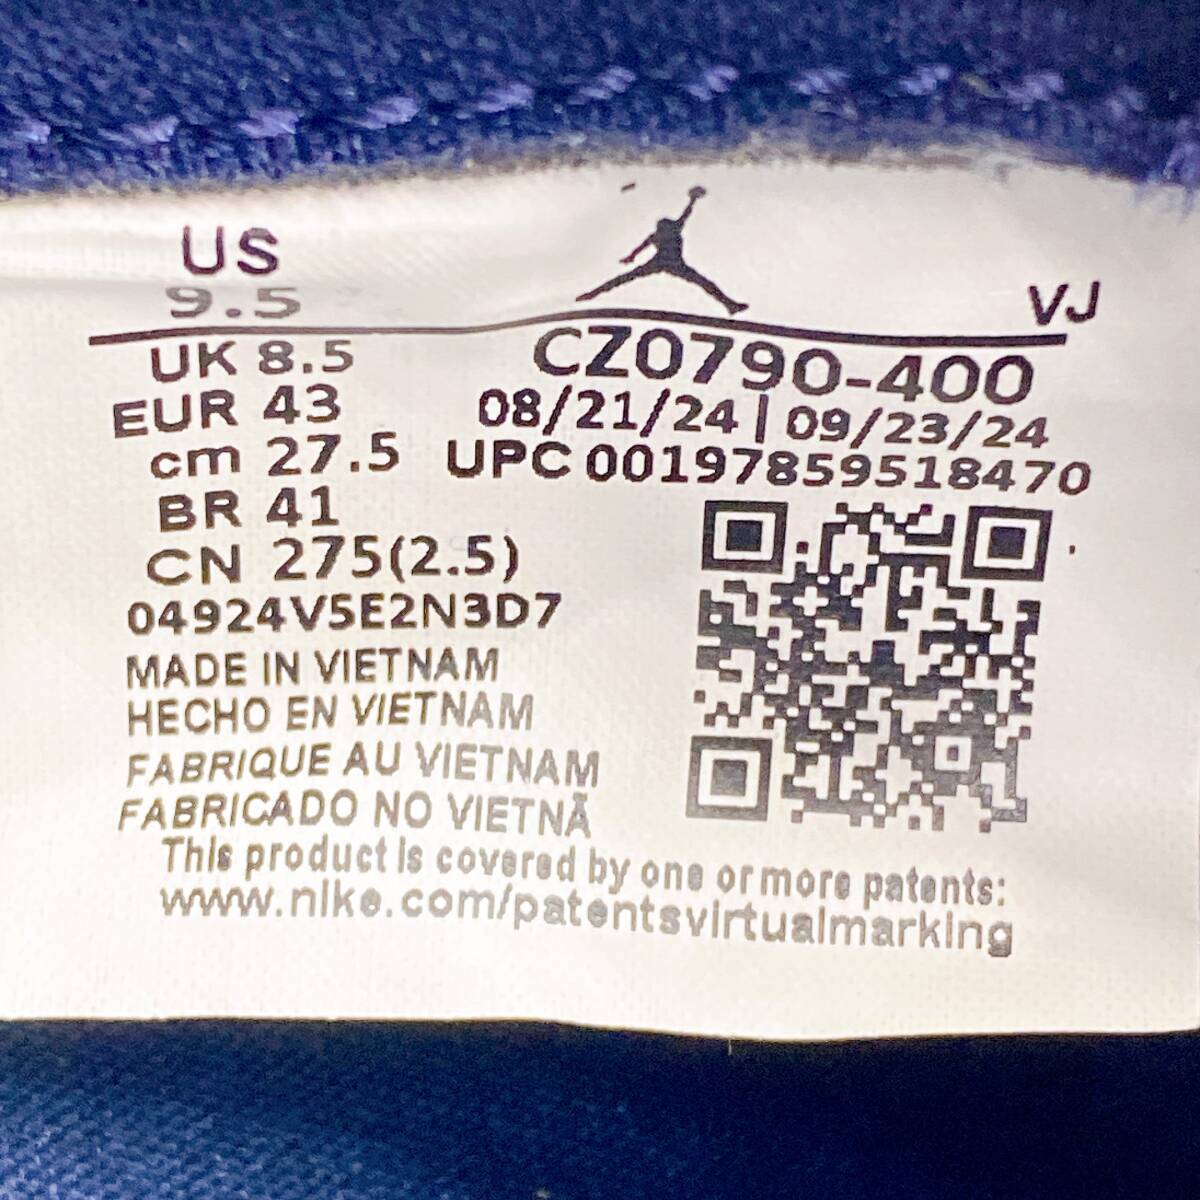 US
9.5
VJ
UK 8.5
EUR 43
cm 27.5
BR 41
CN 275(2.5)
CZ0790-400
08/21/24 | 09/23/24
UPC 00197859518470
04924V5E2N3D7
MADE IN VIETNAM
HECHO EN VIETNAM
FABRIQUE AU VIETNAM
FABRICADO NO VIETNÃ
This product is covered by one or more patents:
www.nike.com/patentsvirtualmarking